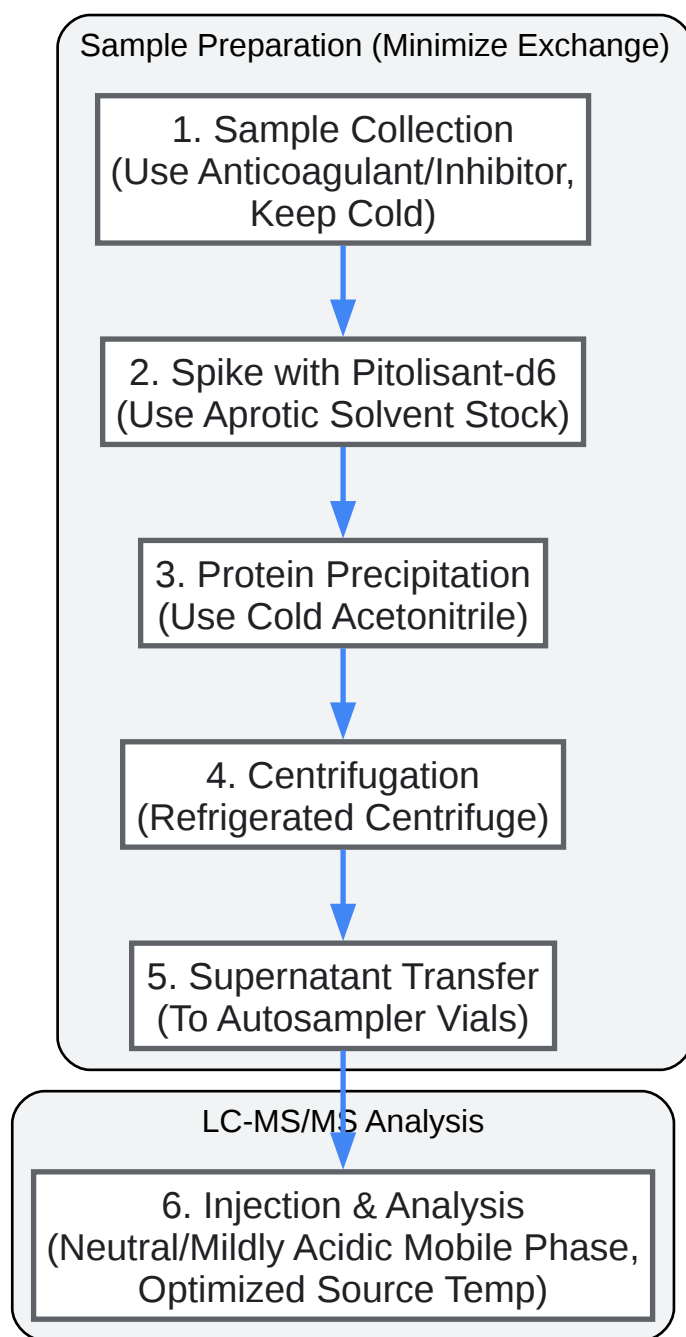 Sample Preparation (Minimize Exchange)
1. Sample Collection
(Use Anticoagulant/Inhibitor,
Keep Cold)
2. Spike with Pitolisant-d6
(Use Aprotic Solvent Stock)
3. Protein Precipitation
(Use Cold Acetonitrile)
4. Centrifugation
(Refrigerated Centrifuge)
5. Supernatant Transfer
(To Autosampler Vials)
LC-MS/MS Analysis
6. Injection & Analysis
(Neutral/Mildly Acidic Mobile Phase,
Optimized Source Temp)